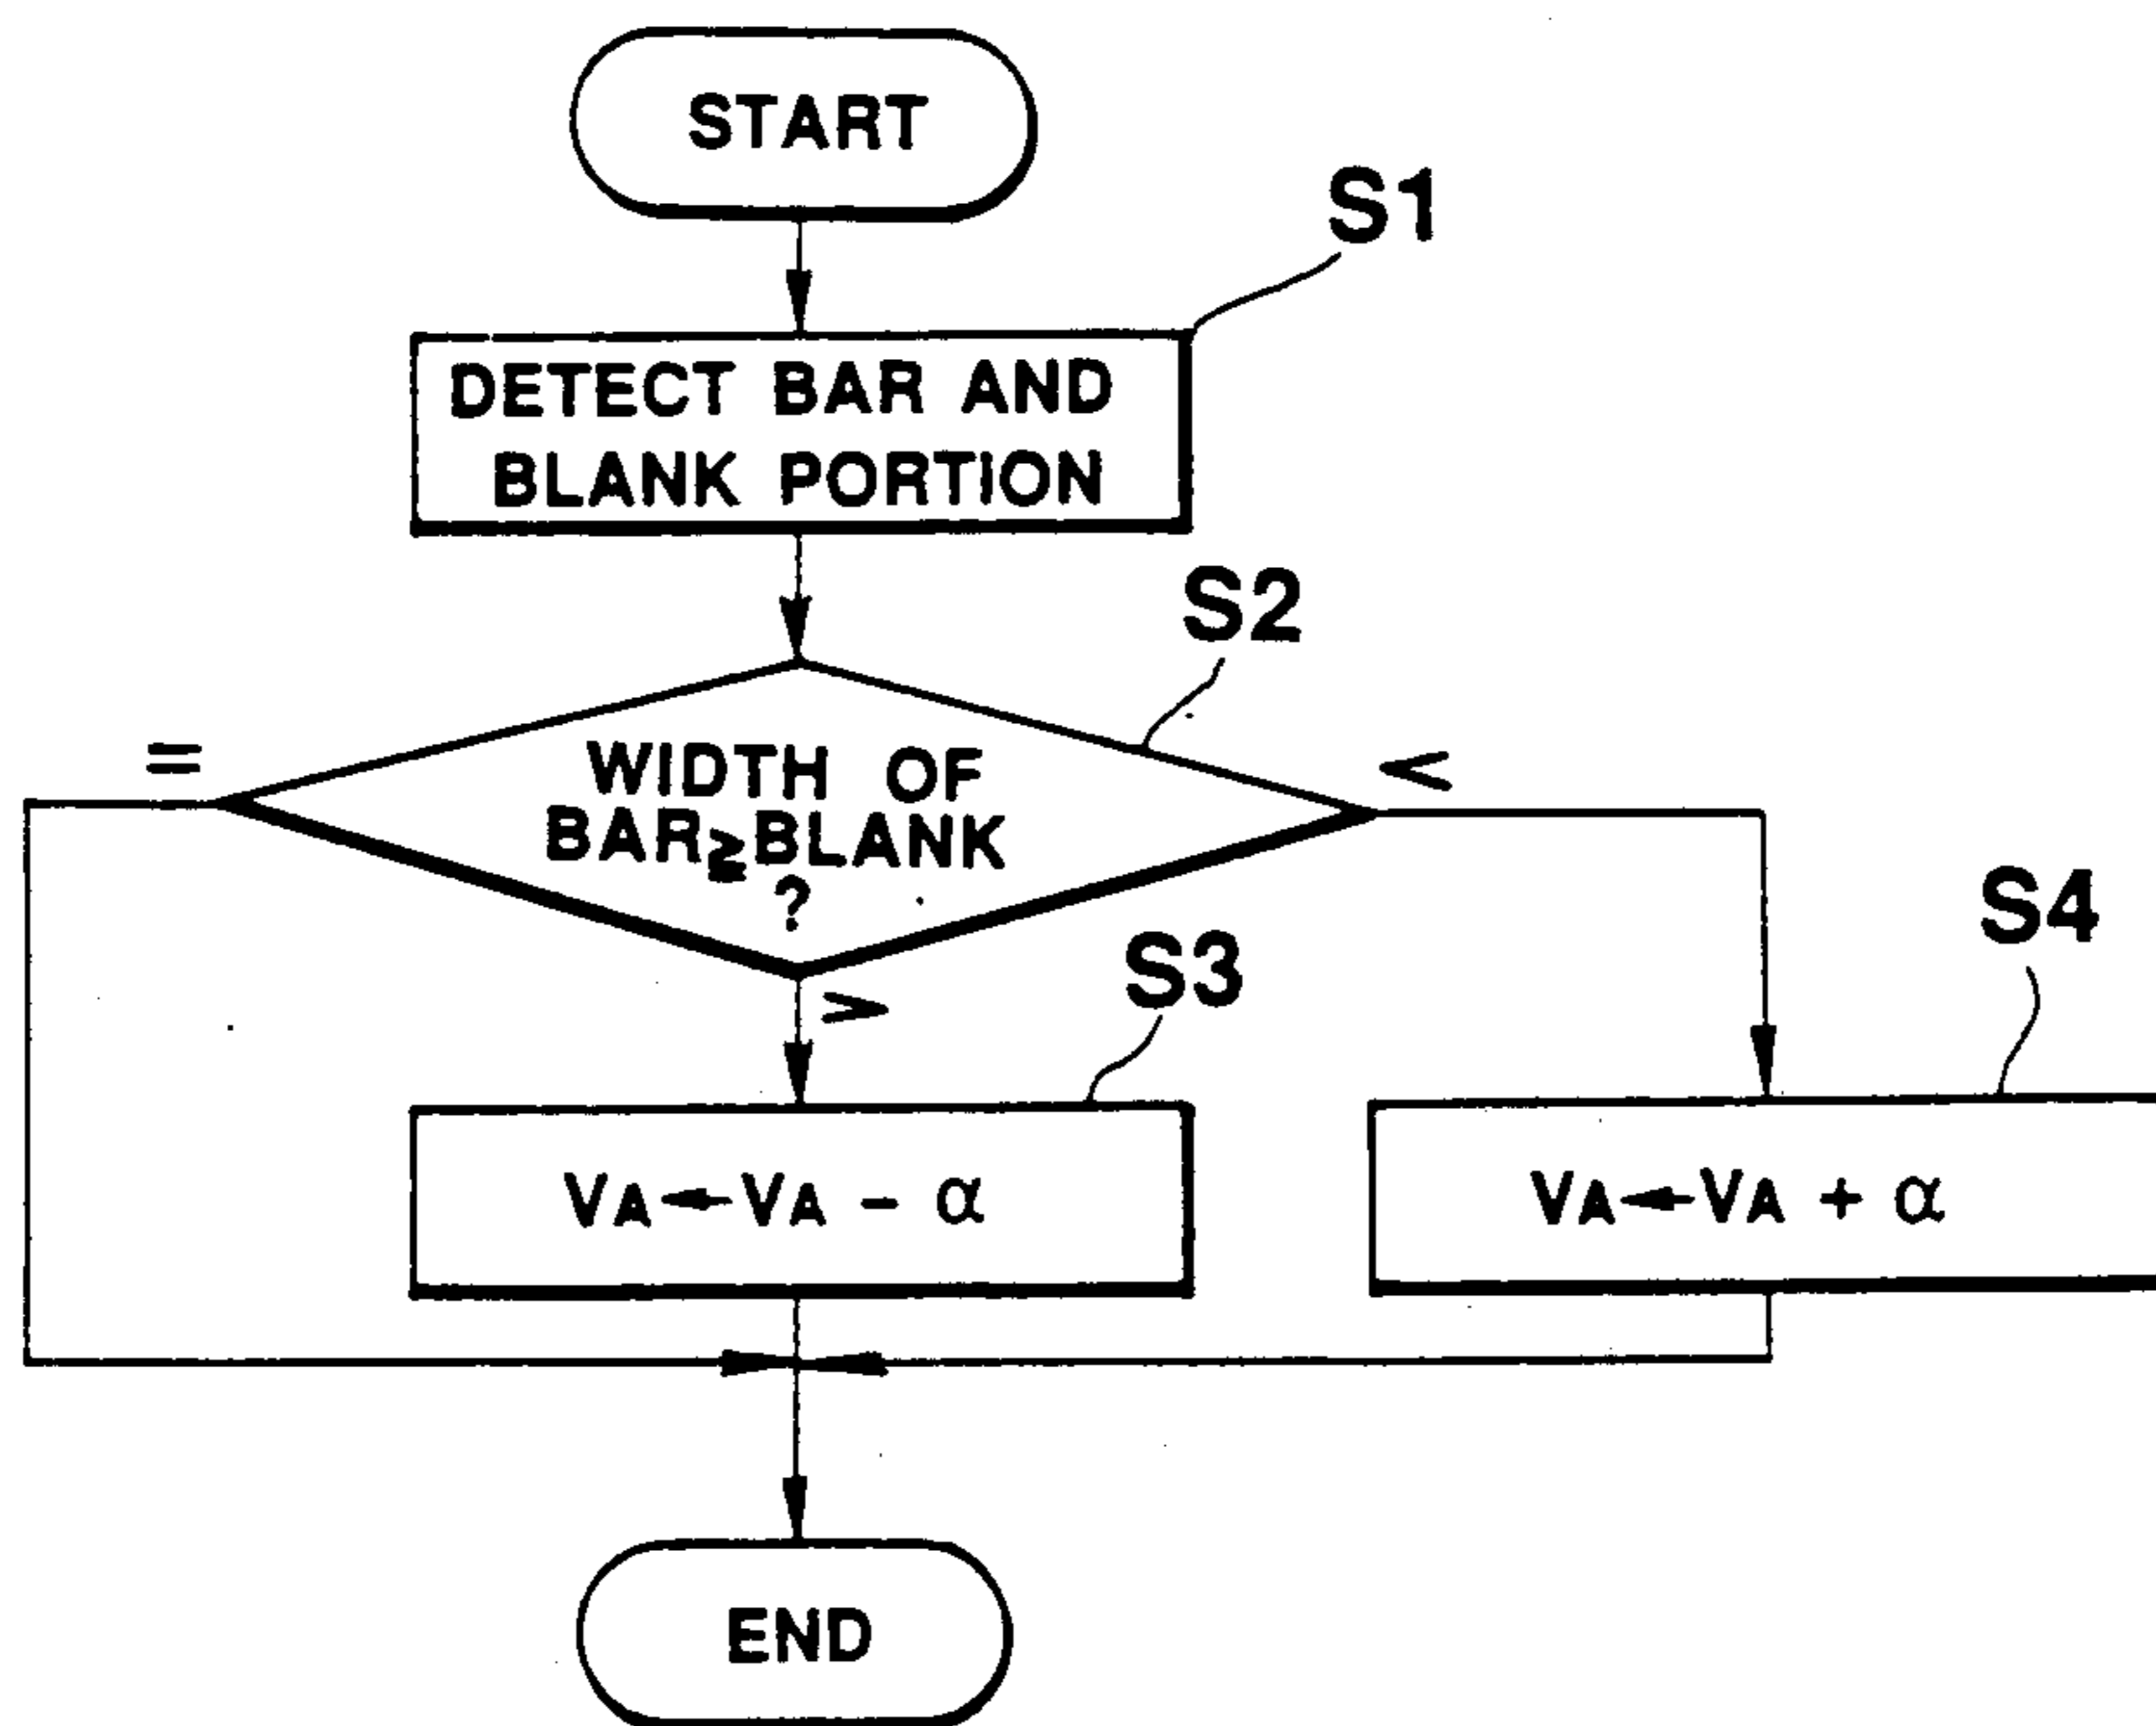 START
S1
DETECT BAR AND
BLANK PORTION
S2
=
<
WIDTH OF
BAR≧BLANK
?
S3
S4
>
VA←VA − α
VA←VA + α
END